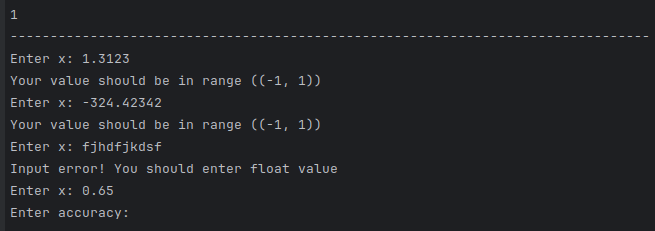 1
--------------------------------------------------------------------------------
Enter x: 1.3123
Your value should be in range ((-1, 1))
Enter x: -324.42342
Your value should be in range ((-1, 1))
Enter x: fjhdfjkdsf
Input error! You should enter float value
Enter x: 0.65
Enter accuracy: